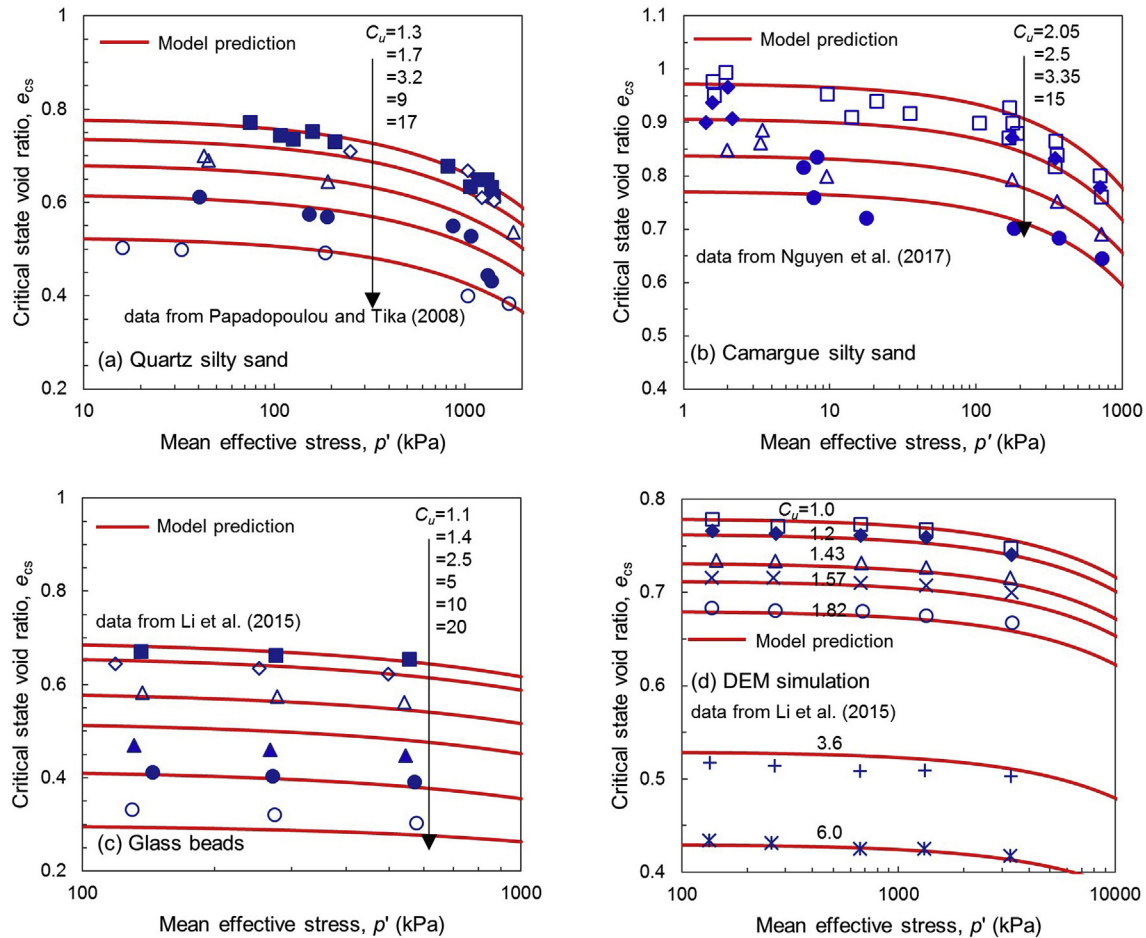 1
0.8
0.6
0.4
0.2
10
100
1000
Critical state void ratio, ecs
Mean effective stress, p' (kPa)
Model prediction
Cu=1.3
=1.7
=3.2
=9
=17
data from Papadopoulou and Tika (2008)
(a) Quartz silty sand
1.1
1
0.9
0.8
0.7
0.6
0.5
0.4
1
10
100
1000
Critical state void ratio ecs
Mean effective stress, p' (kPa)
Model prediction
Cu=2.05
=2.5
=3.35
=15
data from Nguyen et al. (2017)
(b) Camargue silty sand
1
0.8
0.6
0.4
0.2
100
1000
Critical state void ratio, ecs
Mean effective stress, p' (kPa)
Model prediction
Cu=1.1
=1.4
=2.5
=5
=10
=20
data from Li et al. (2015)
(c) Glass beads
0.8
0.7
0.6
0.5
0.4
100
1000
10000
Critical state void ratio, ecs
Mean effective stress, p' (kPa)
Cu=1.0
1.2
1.43
1.57
1.82
Model prediction
(d) DEM simulation
data from Li et al. (2015)
3.6
6.0